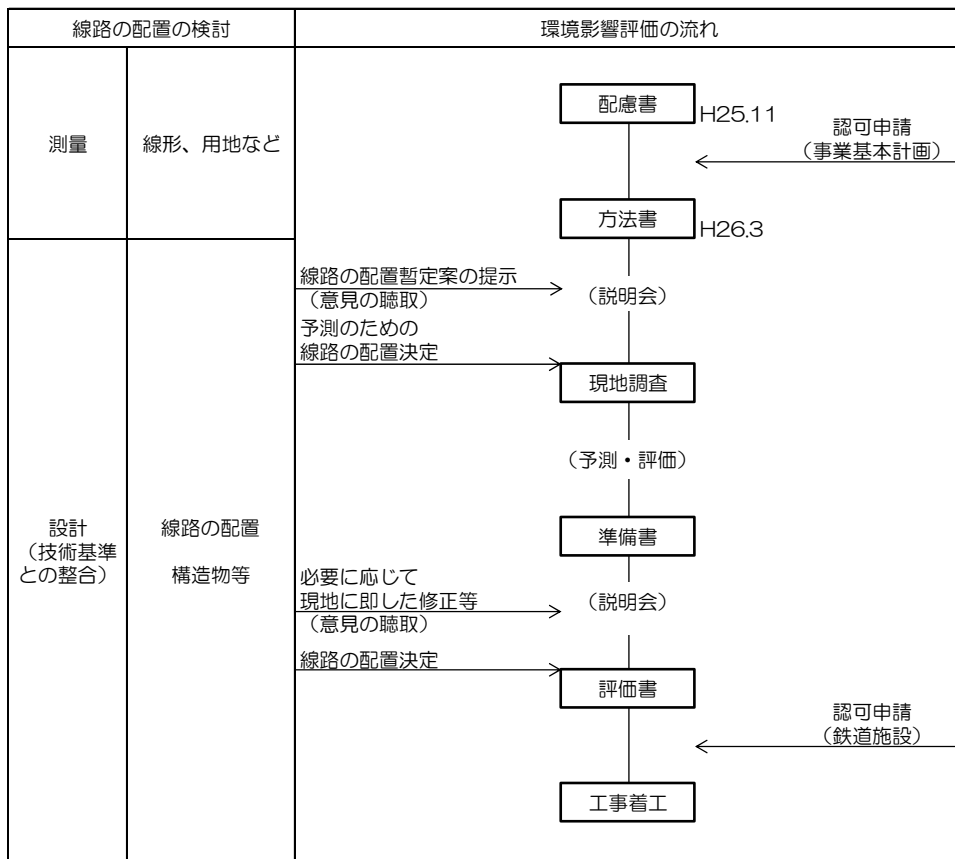 線路の配置の検討
環境影響評価の流れ
測量
線形、用地など
配慮書
H25.11
認可申請
（事業基本計画）
方法書
H26.3
線路の配置暫定案の提示
（意見の聴取）
（説明会）
予測のための
線路の配置決定
現地調査
（予測・評価）
設計
（技術基準
との整合）
線路の配置
構造物等
準備書
必要に応じて
現地に即した修正等
（意見の聴取）
（説明会）
線路の配置決定
評価書
認可申請
（鉄道施設）
工事着工